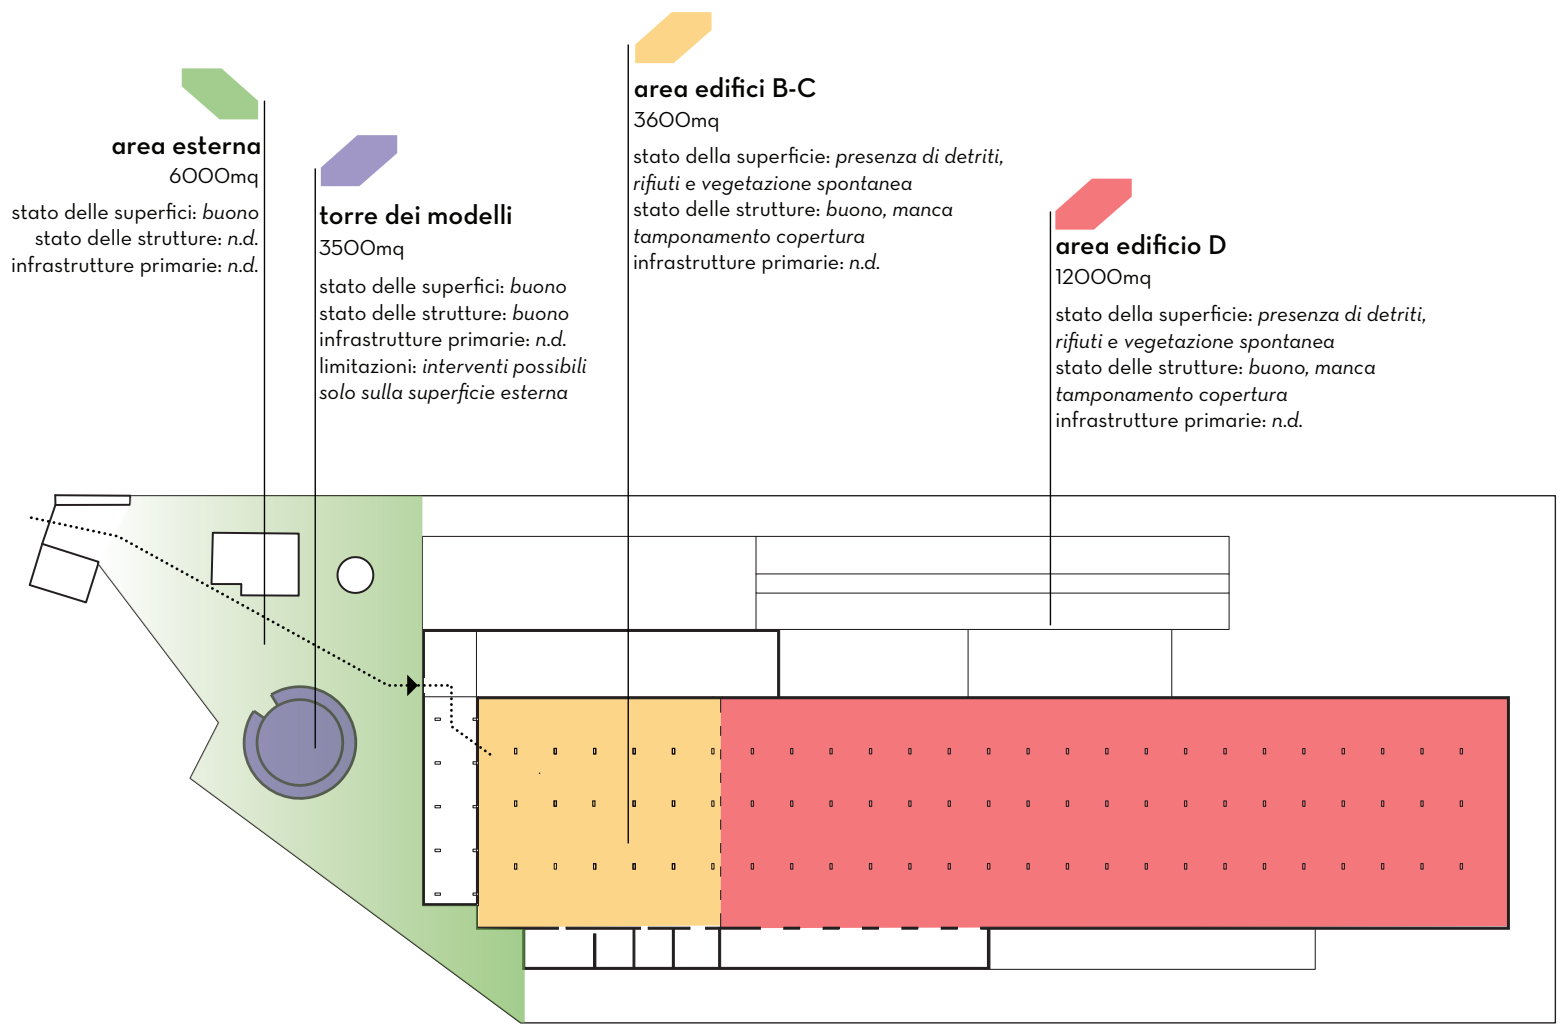 area esterna
6000mq
stato delle superfici: buono
stato delle strutture: n.d.
infrastrutture primarie: n.d.
torre dei modelli
3500mq
stato delle superfici: buono
stato delle strutture: buono
infrastrutture primarie: n.d.
limitazioni: interventi possibili
solo sulla superficie esterna
area edifici B-C
3600mq
stato della superficie: presenza di detriti,
rifiuti e vegetazione spontanea
stato delle strutture: buono, manca
tamponamento copertura
infrastrutture primarie: n.d.
area edificio D
12000mq
stato della superficie: presenza di detriti,
rifiuti e vegetazione spontanea
stato delle strutture: buono, manca
tamponamento copertura
infrastrutture primarie: n.d.